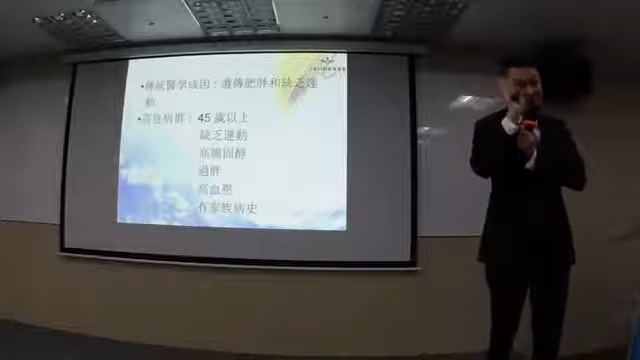 •傳統醫學成因：遺傳肥胖和缺乏運
動
•高危病群： 45 歲以上
缺乏運動
高膽固醇
過胖
高血壓
有家族病史